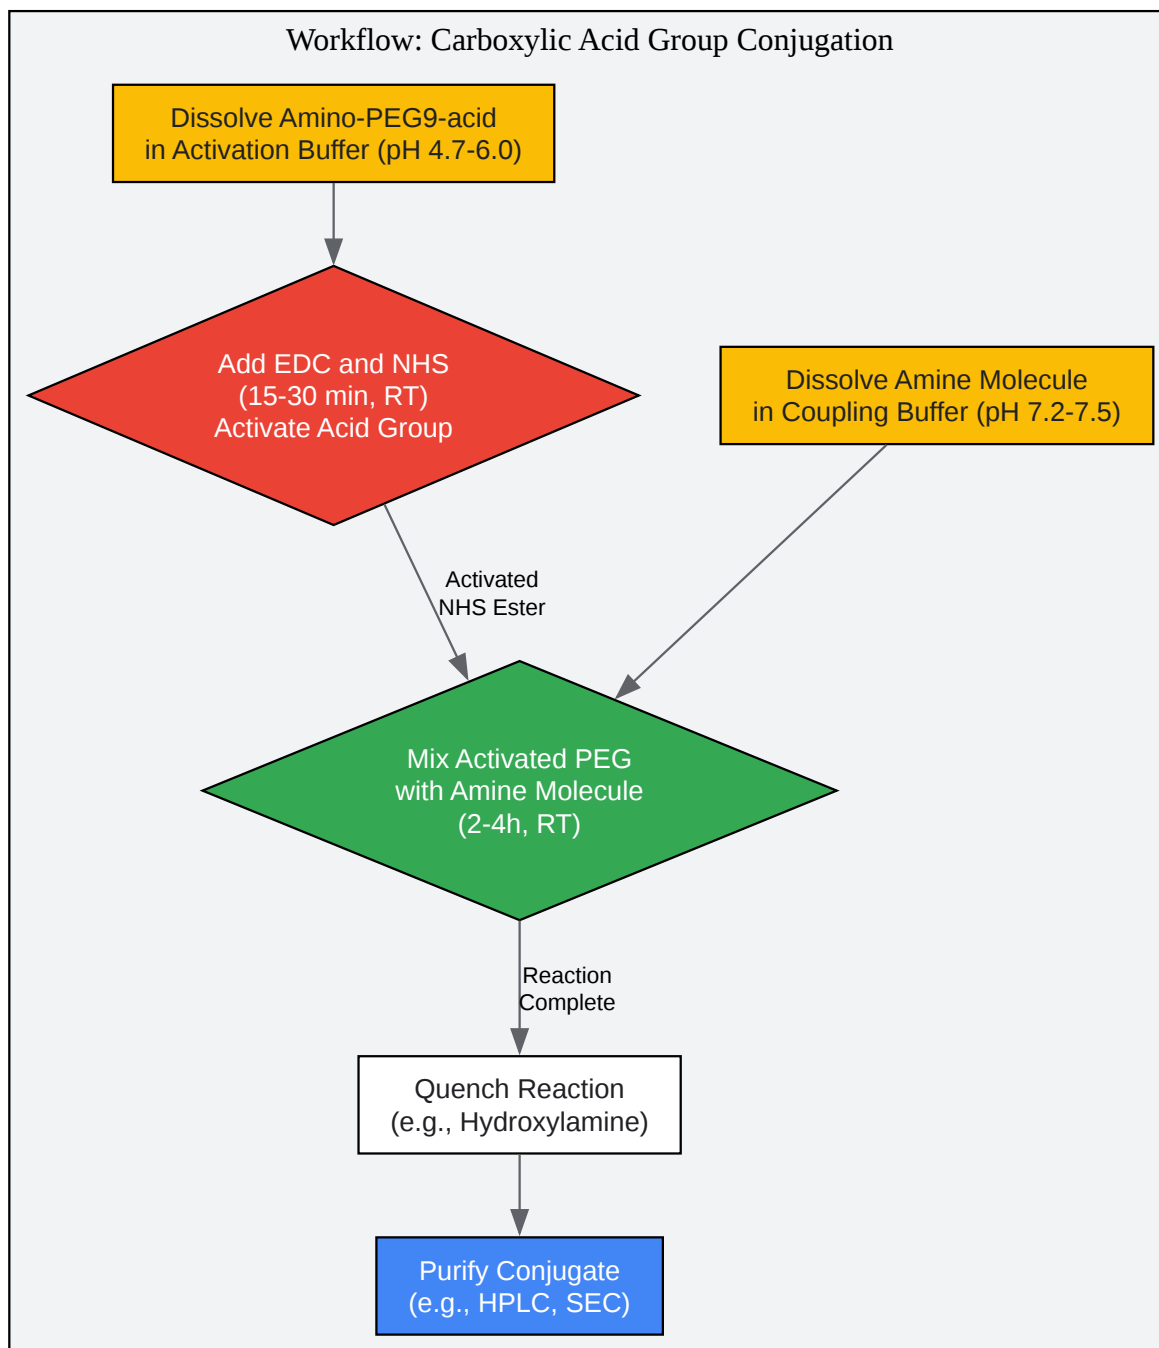 Workflow: Carboxylic Acid Group Conjugation
Dissolve Amino-PEG9-acid
in Activation Buffer (pH 4.7-6.0)
Add EDC and NHS
(15-30 min, RT)
Activate Acid Group
Dissolve Amine Molecule
in Coupling Buffer (pH 7.2-7.5)
Activated
NHS Ester
Mix Activated PEG
with Amine Molecule
(2-4h, RT)
Reaction
Complete
Quench Reaction
(e.g., Hydroxylamine)
Purify Conjugate
(e.g., HPLC, SEC)